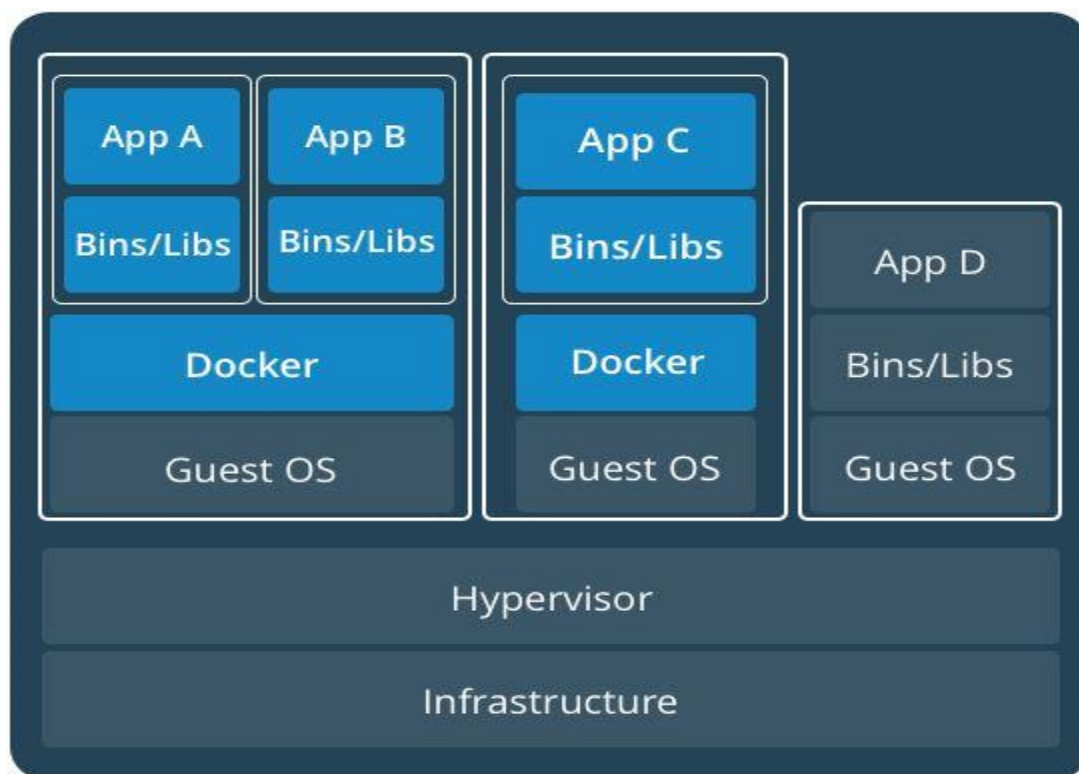 App A
App B
Bins/Libs
Bins/Libs
Docker
Guest OS
App C
Bins/Libs
Docker
Guest OS
App D
Bins/Libs
Guest OS
Hypervisor
Infrastructure